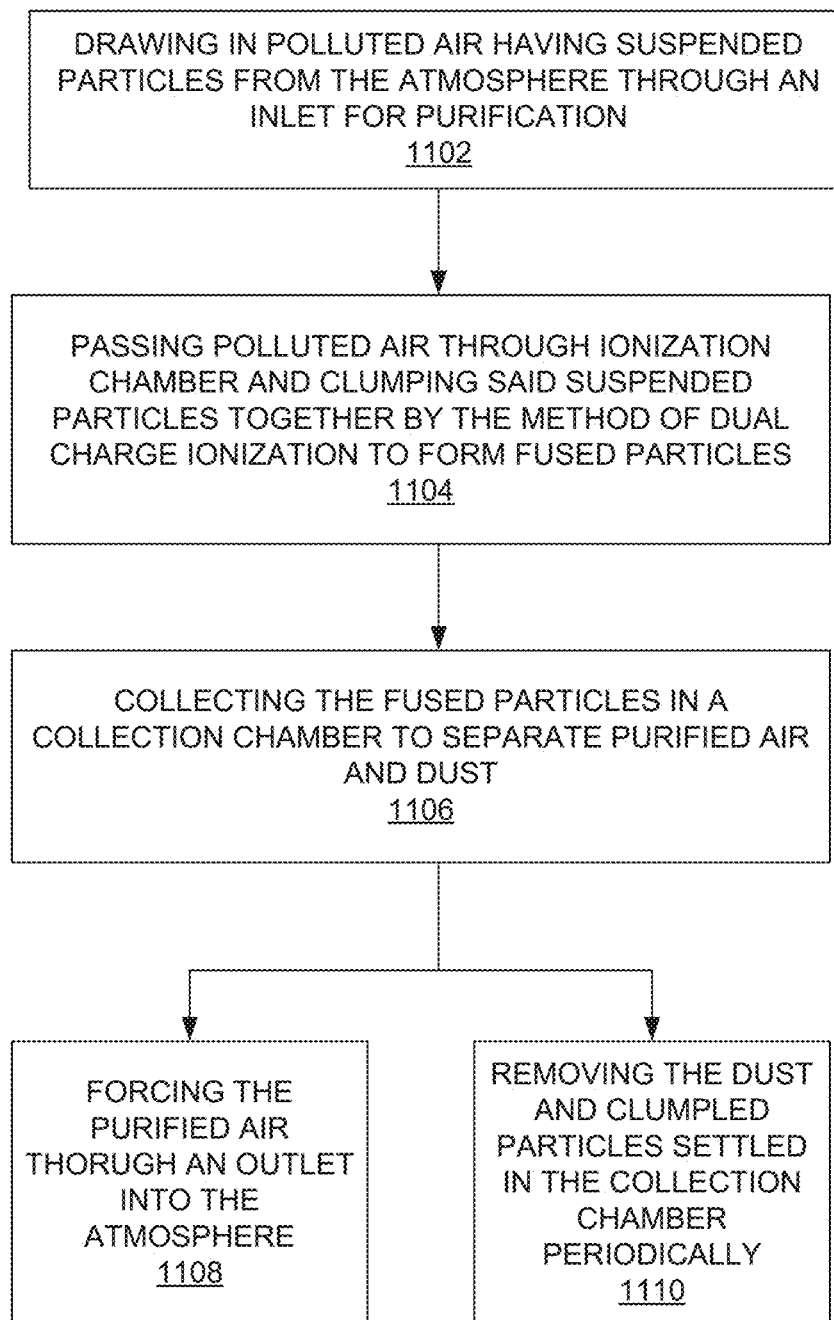 DRAWING IN POLLUTED AIR HAVING SUSPENDED
PARTICLES FROM THE ATMOSPHERE THROUGH AN
INLET FOR PURIFICATION
1102
PASSING POLLUTED AIR THROUGH IONIZATION
CHAMBER AND CLUMPING SAID SUSPENDED
PARTICLES TOGETHER BY THE METHOD OF DUAL
CHARGE IONIZATION TO FORM FUSED PARTICLES
1104
COLLECTING THE FUSED PARTICLES IN A
COLLECTION CHAMBER TO SEPARATE PURIFIED AIR
AND DUST
1106
FORCING THE
PURIFIED AIR
THORUGH AN OUTLET
INTO THE
ATMOSPHERE
1108
REMOVING THE DUST
AND CLUMPLED
PARTICLES SETTLED
IN THE COLLECTION
CHAMBER
PERIODICALLY
1110